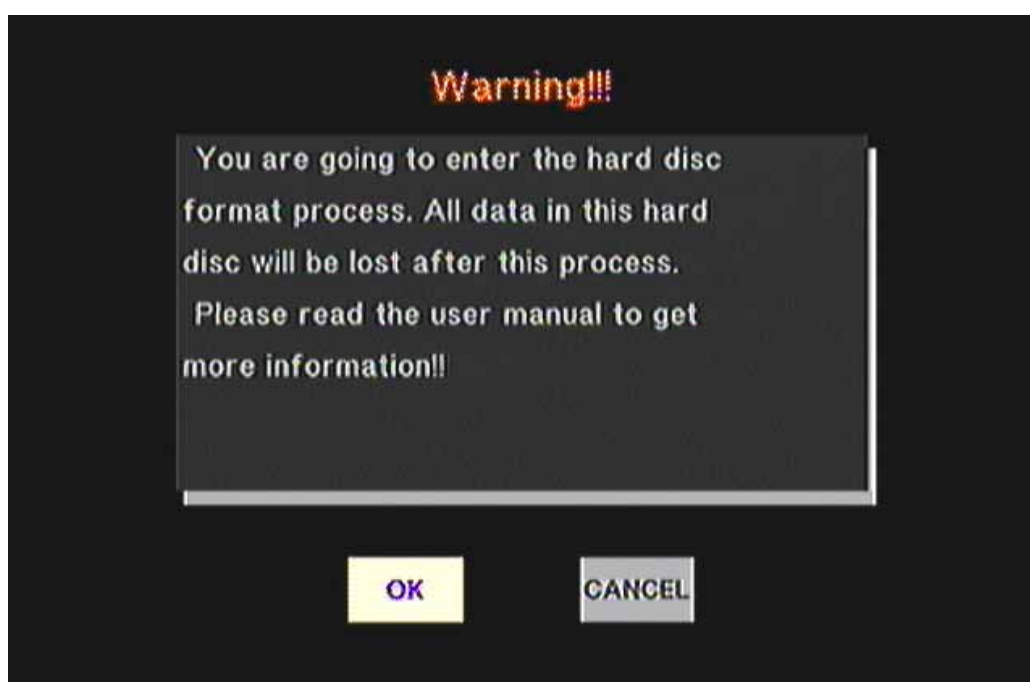 Warning!!!
You are going to enter the hard disc
format process. All data in this hard
disc will be lost after this process.
Please read the user manual to get
more information!!
OK
CANCEL